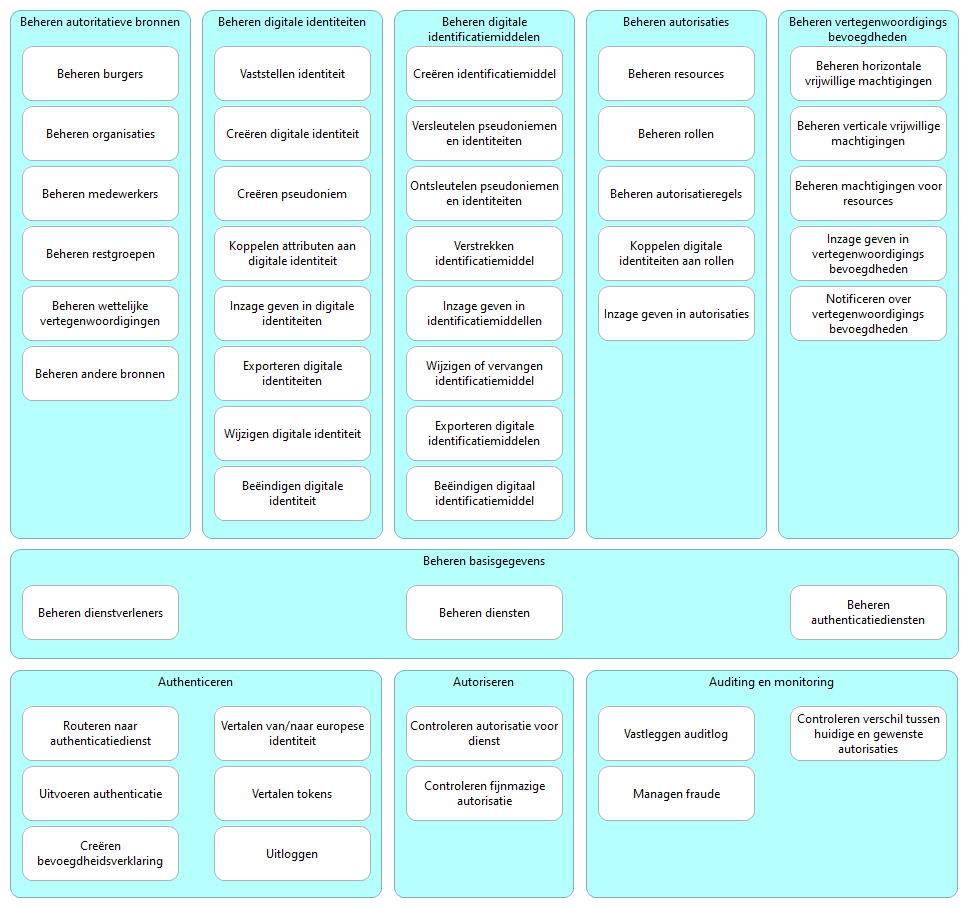 Beheren autoritatieve bronnen
Beheren burgers
Beheren organisaties
Beheren medewerkers
Beheren restgroepen
Beheren wettelijke
vertegenwoordigingen
Beheren andere bronnen
Beheren digitale identiteiten
Vaststellen identiteit
Creëren digitale identiteit
Creëren pseudoniem
Koppelen attributen aan
digitale identiteit
Inzage geven in digitale
identiteiten
Exporteren digitale
identiteiten
Wijzigen digitale identiteit
Beëindigen digitale
identiteit
Beheren digitale
identificatiemiddelen
Creëren identificatiemiddel
Versleutelen pseudoniemen
en identiteiten
Ontsleutelen pseudoniemen
en identiteiten
Verstrekken
identificatiemiddel
Inzage geven in
identificatiemiddellen
Wijzigen of vervangen
identificatiemiddel
Exporteren digitale
identificatiemiddelen
Beëindigen digitaal
identificatiemiddel
Beheren autorisaties
Beheren resources
Beheren rollen
Beheren autorisatieregels
Koppelen digitale
identiteiten aan rollen
Inzage geven in autorisaties
Beheren vertegenwoordigings
bevoegdheden
Beheren horizontale
vrijwillige machtigingen
Beheren verticale vrijwillige
machtigingen
Beheren machtigingen voor
resources
Inzage geven in
vertegenwoordigings
bevoegdheden
Notificeren over
vertegenwoordigings
bevoegdheden
Beheren basisgegevens
Beheren dienstverleners
Beheren diensten
Beheren
authenticatiediensten
Authenticeren
Routeren naar
authenticatiedienst
Vertalen van/naar europese
identiteit
Uitvoeren authenticatie
Vertalen tokens
Creëren
bevoegdheidsverklaring
Uitloggen
Autoriseren
Controleren autorisatie voor
dienst
Controleren fijnmazige
autorisatie
Auditing en monitoring
Vastleggen auditlog
Controleren verschil tussen
huidige en gewenste
autorisaties
Managen fraude